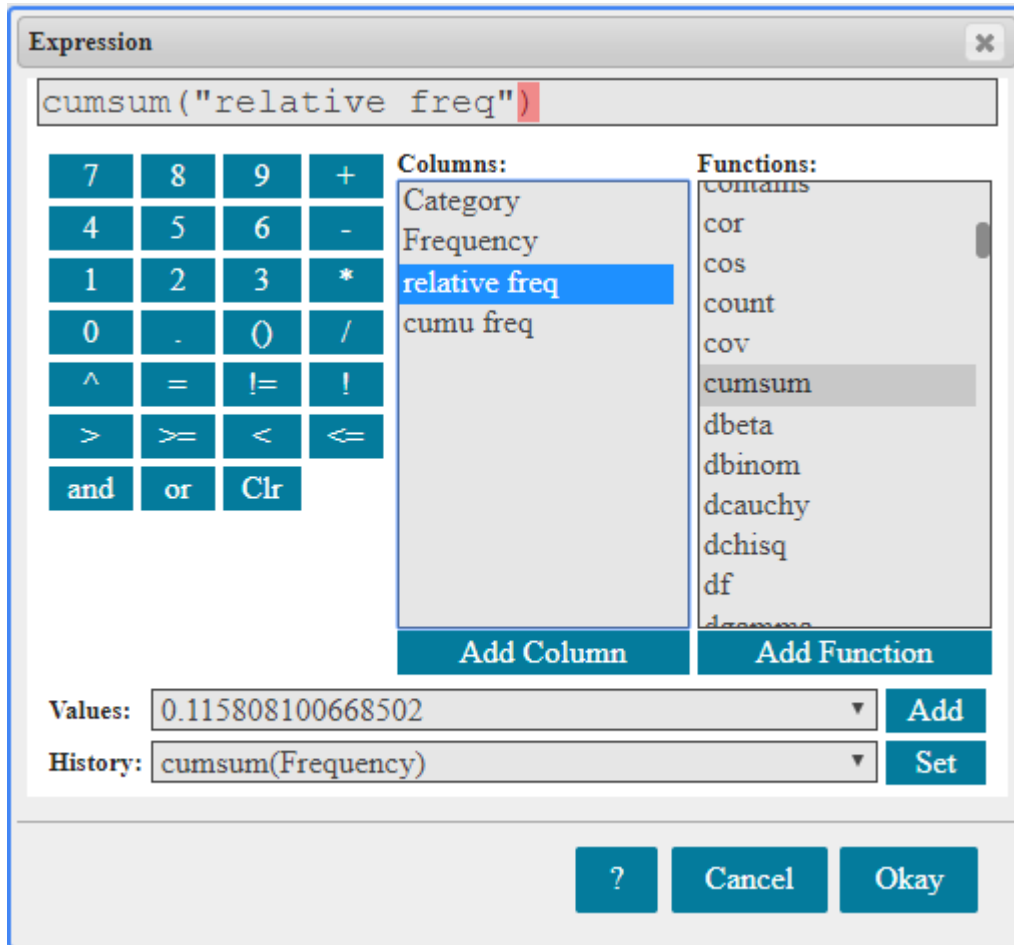 Expression
cumsum("relative freq")
7 8 9 +
4 5 6 -
1 2 3 *
0 . () /
^ = != !
> >= < <=
and or Clr
Columns:
Category
Frequency
relative freq
cumu freq
Add Column
Functions:
contains
cor
cos
count
cov
cumsum
dbeta
dbinom
dcauchy
dchisq
df
dgamma
Add Function
Values: 0.115808100668502 Add
History: cumsum(Frequency) Set
? Cancel Okay